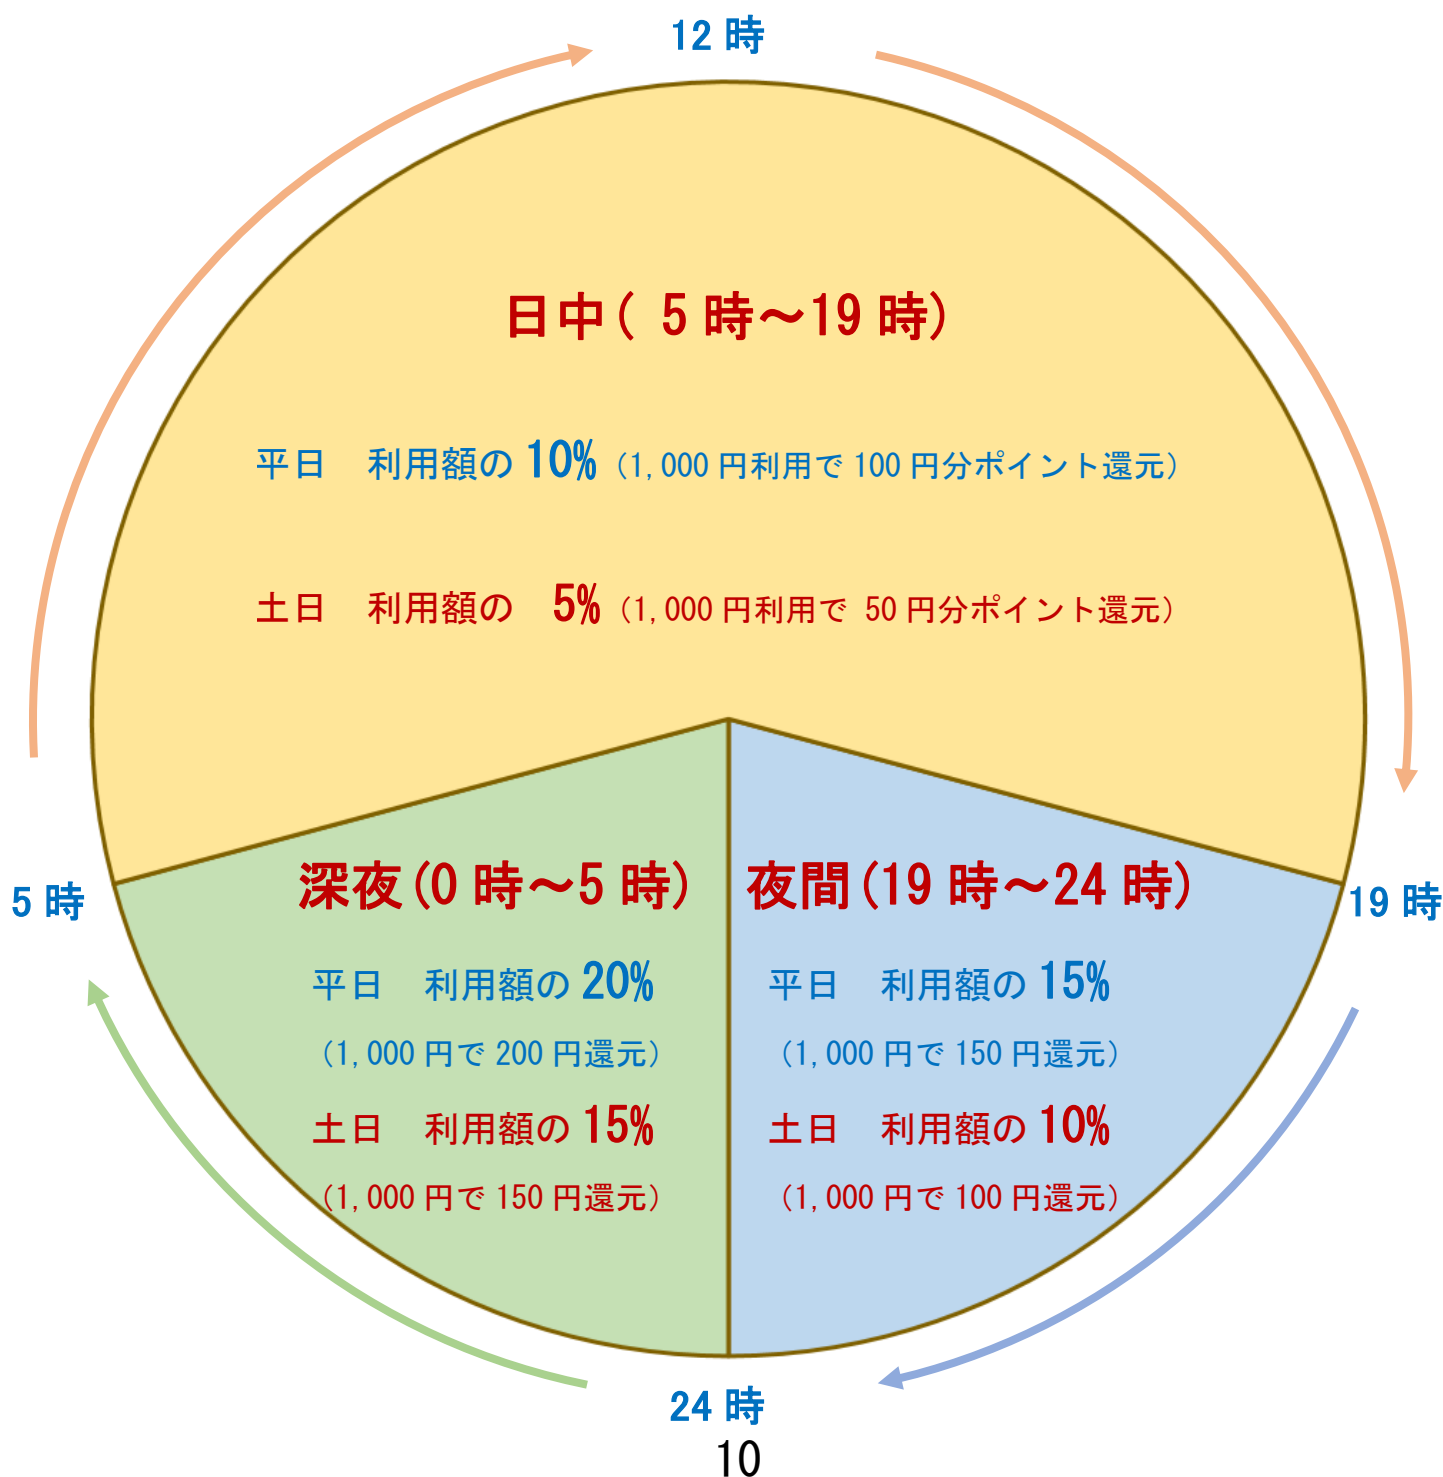 12 時
日中( 5 時～19 時)
平日　利用額の 10% (1,000 円利用で 100 円分ポイント還元)
土日　利用額の　5% (1,000 円利用で 50 円分ポイント還元)
深夜(0 時～5 時)
平日　利用額の 20%
(1,000 円で 200 円還元)
土日　利用額の 15%
(1,000 円で 150 円還元)
夜間(19 時～24 時)
平日　利用額の 15%
(1,000 円で 150 円還元)
土日　利用額の 10%
(1,000 円で 100 円還元)
5 時
19 時
24 時
10